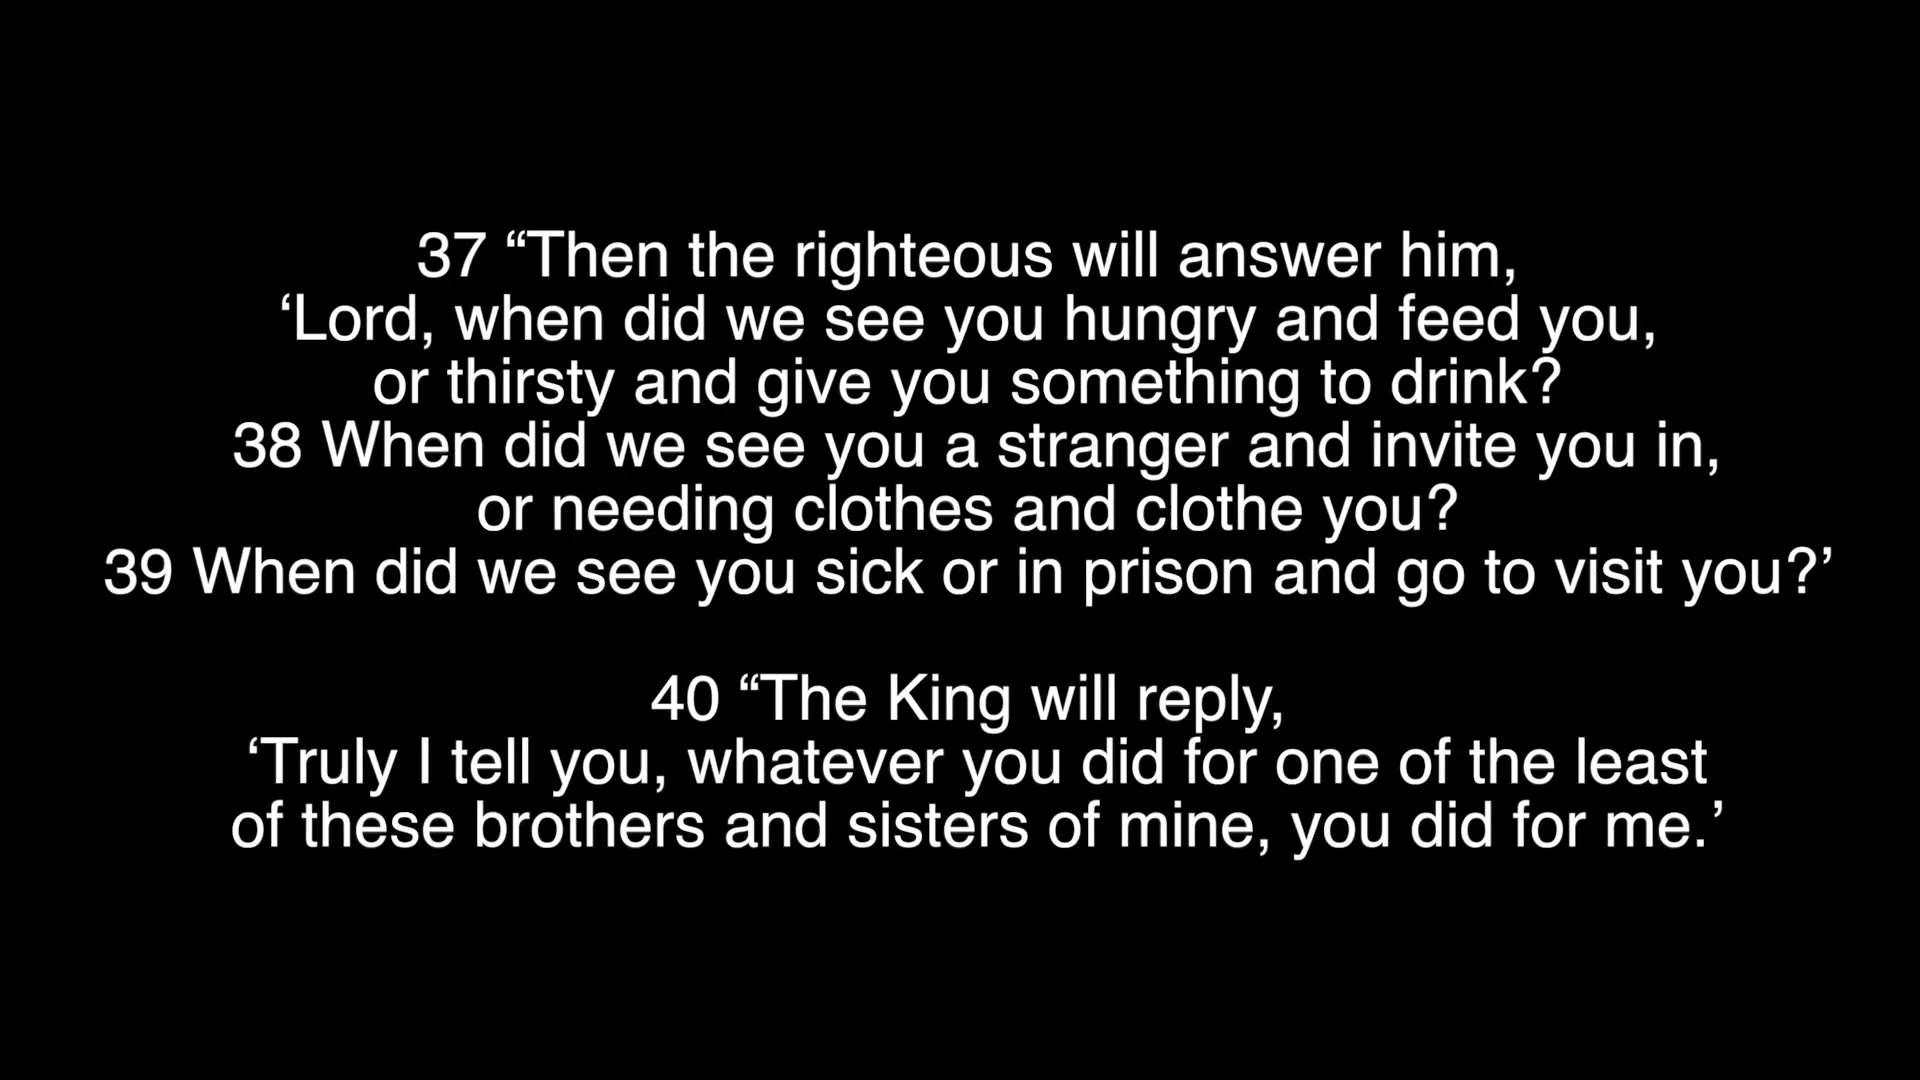 37 “Then the righteous will answer him,
‘Lord, when did we see you hungry and feed you,
or thirsty and give you something to drink?
38 When did we see you a stranger and invite you in,
or needing clothes and clothe you?
39 When did we see you sick or in prison and go to visit you?’
40 “The King will reply,
‘Truly I tell you, whatever you did for one of the least
of these brothers and sisters of mine, you did for me.’